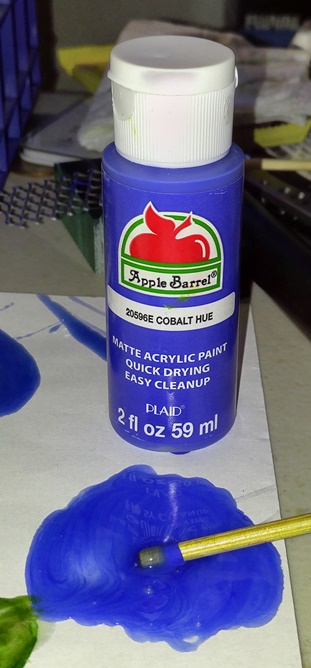 Apple Barrel®
20596E COBALT HUE
MATTE ACRYLIC PAINT
QUICK DRYING
EASY CLEANUP
PLAID®
2 fl oz 59 ml